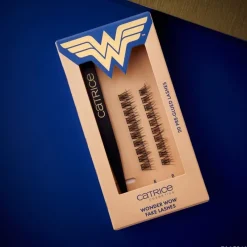 CATRICE
20 PRE-GLUED LASHES
CATRICE
WONDER WOW
FAKE LASHES